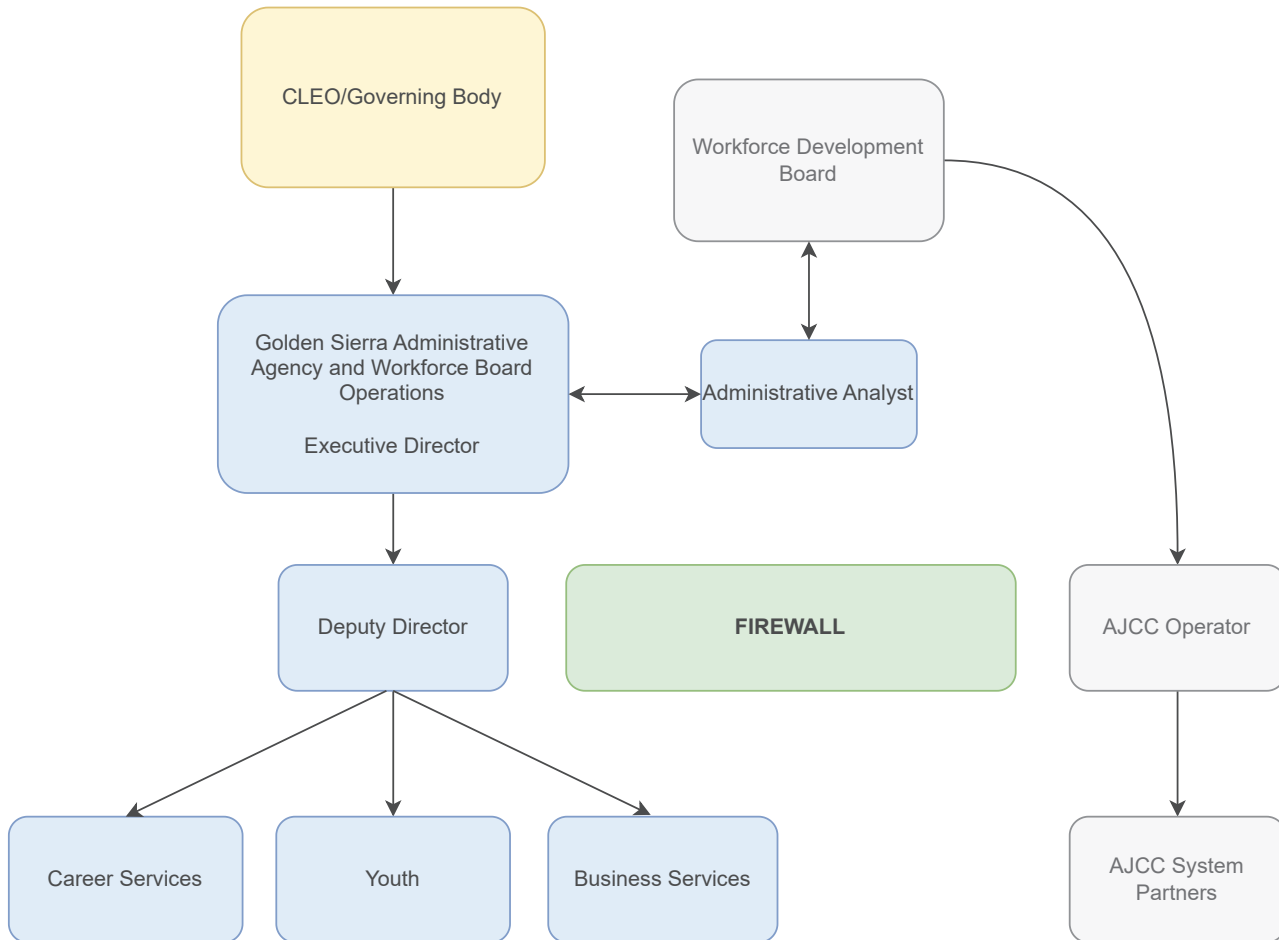 CLEO/Governing Body
Workforce Development
Board
Golden Sierra Administrative
Agency and Workforce Board
Operations
Executive Director
Administrative Analyst
Deputy Director
FIREWALL
AJCC Operator
Career Services
Youth
Business Services
AJCC System
Partners